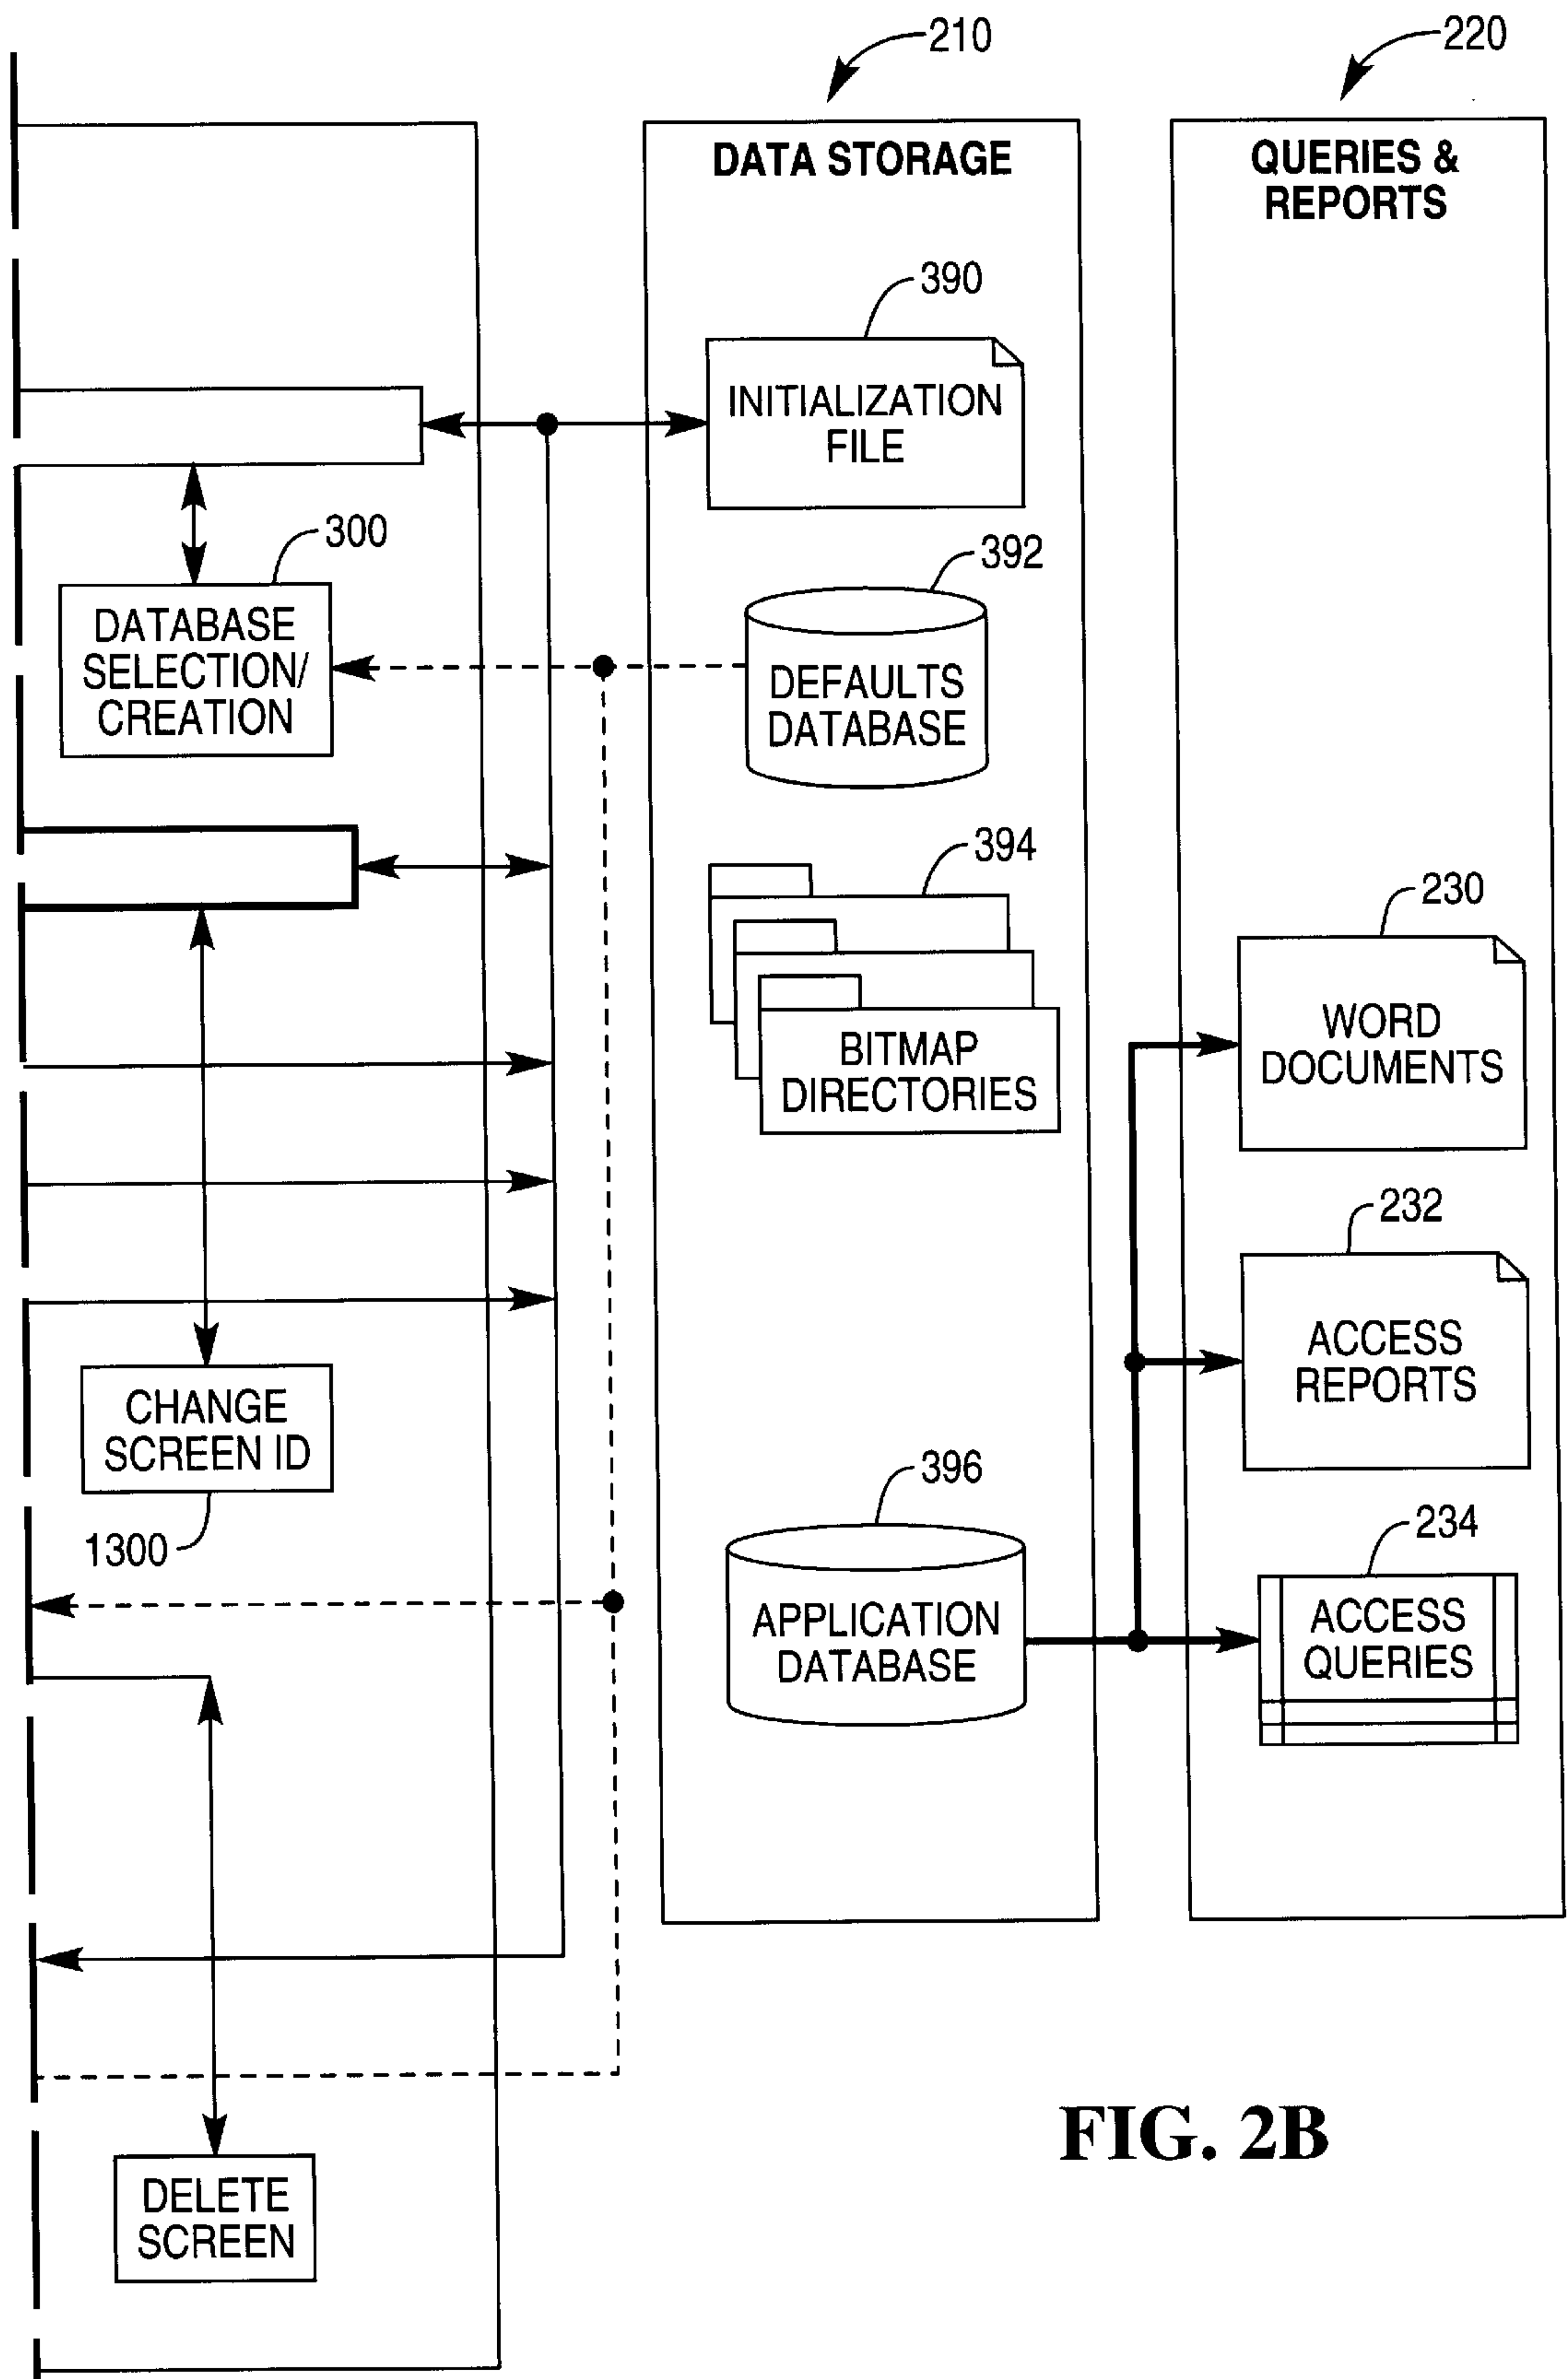 210
220
DATA STORAGE
QUERIES &
REPORTS
390
INITIALIZATION
FILE
300
DATABASE
SELECTION/
CREATION
392
DEFAULTS
DATABASE
394
BITMAP
DIRECTORIES
230
WORD
DOCUMENTS
232
ACCESS
REPORTS
CHANGE
SCREEN ID
1300
396
APPLICATION
DATABASE
234
ACCESS
QUERIES
DELETE
SCREEN
FIG. 2B